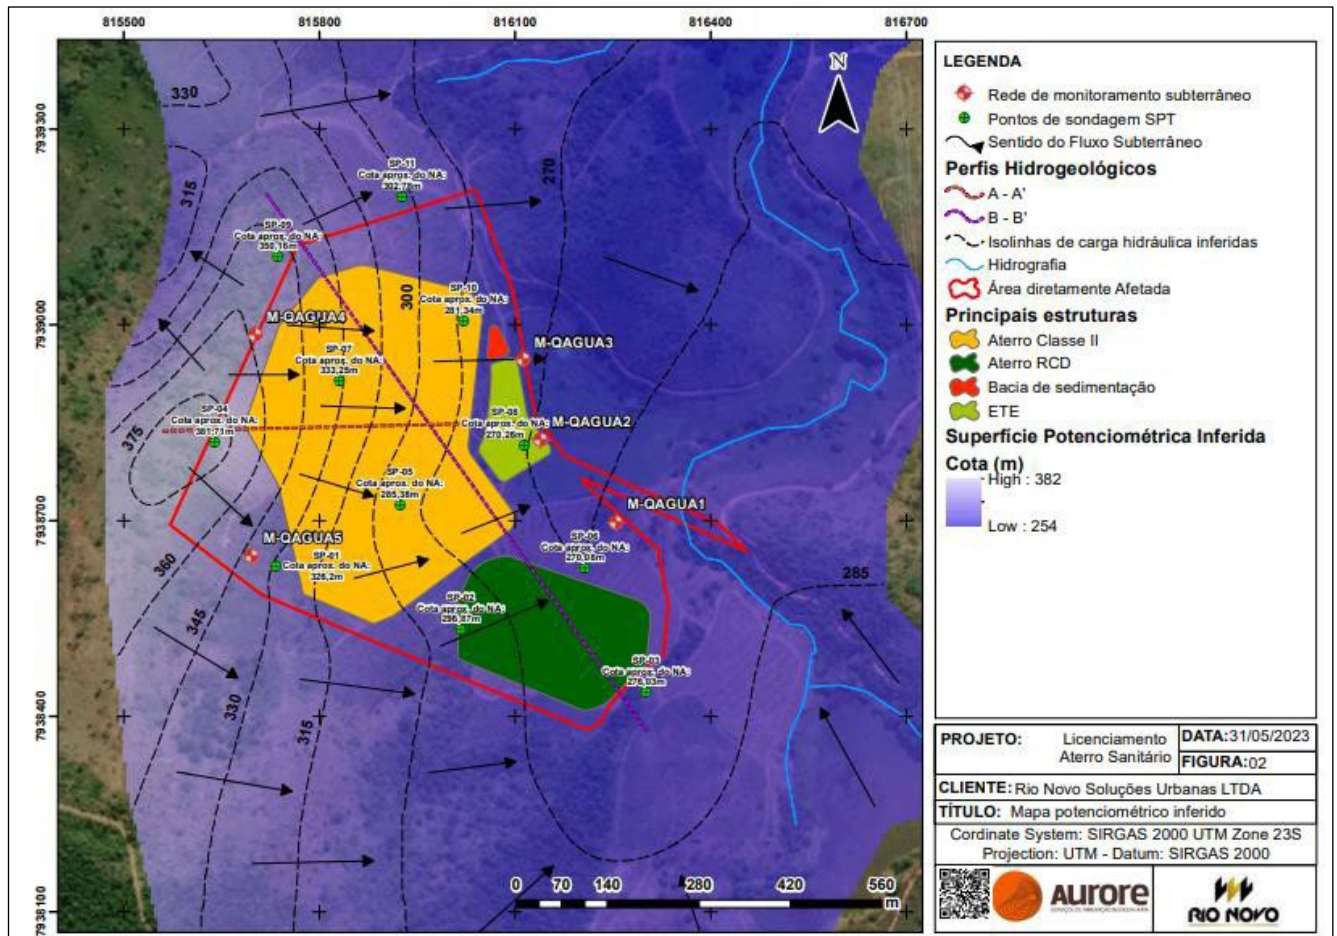 815500
815800
816100
816400
816700
7939300
7939000
7938700
7938400
7938100
N
330
315
270
300
375
360
345
330
315
285
SP-11
Cota aprox. do NA:
302,78m
SP-09
Cota aprox. do NA:
350,16m
SP-10
Cota aprox. do NA:
281,34m
M-QAGUA4
M-QAGUA3
SP-07
Cota aprox. do NA:
333,25m
SP-04
Cota aprox. do NA:
381,71m
SP-08
Cota aprox. do NA:
270,26m
M-QAGUA2
SP-05
Cota aprox. do NA:
285,38m
M-QAGUA1
M-QAGUA5
SP-01
Cota aprox. do NA:
326,2m
SP-06
Cota aprox. do NA:
270,08m
SP-02
Cota aprox. do NA:
296,87m
SP-03
Cota aprox. do NA:
276,03m
0 70 140 280 420 560
m
LEGENDA
Rede de monitoramento subterrâneo
Pontos de sondagem SPT
Sentido do Fluxo Subterrâneo
Perfis Hidrogeológicos
A - A'
B - B'
Isolinhas de carga hidráulica inferidas
Hidrografia
Área diretamente Afetada
Principais estruturas
Aterro Classe II
Aterro RCD
Bacia de sedimentação
ETE
Superfície Potenciométrica Inferida
Cota (m)
High : 382
Low : 254
PROJETO: Licenciamento Aterro Sanitário
DATA:31/05/2023
FIGURA:02
CLIENTE: Rio Novo Soluções Urbanas LTDA
TÍTULO: Mapa potenciométrico inferido
Cordinate System: SIRGAS 2000 UTM Zone 23S
Projection: UTM - Datum: SIRGAS 2000
AURORE
RIO NOVO